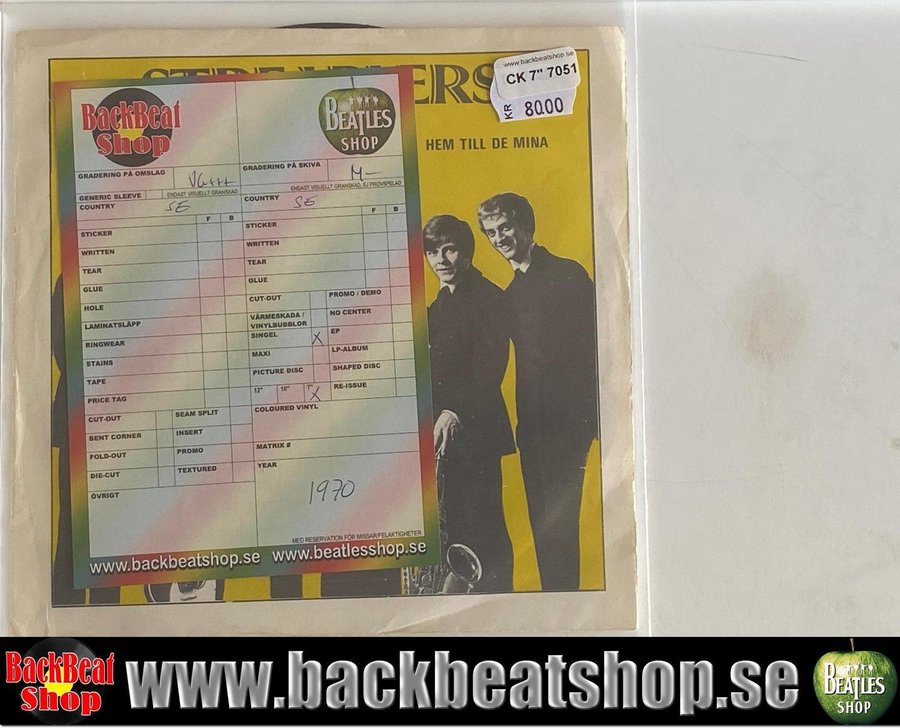 ERS
www.backbeatshop.se
CK 7" 7051
KR 80.00
HEM TILL DE MINA
BackBeat
Shop
BEATLES
SHOP
GRADERING PÅ OMSLAG
VG++
GRADERING PÅ SKIVA
M-
ENDAST VISUELLT GRANSKAD
ENDAST VISUELLT GRANSKAD, EJ PROVSPELAD
GENERIC SLEEVE
COUNTRY
SE
COUNTRY
SE
F B
F B
STICKER
WRITTEN
TEAR
GLUE
HOLE
LAMINATSLÄPP
RINGWEAR
STAINS
TAPE
PRICE TAG
CUT-OUT
BENT CORNER
FOLD-OUT
DIE-CUT
SEAM SPLIT
INSERT
PROMO
TEXTURED
ÖVRIGT
STICKER
WRITTEN
TEAR
GLUE
CUT-OUT
PROMO / DEMO
VÄRMESKADA /
VINYLBUBBLOR
NO CENTER
SINGEL X
EP
MAXI
LP-ALBUM
PICTURE DISC
SHAPED DISC
12" 10" 7" X
RE-ISSUE
COLOURED VINYL
MATRIX #
YEAR
1970
MED RESERVATION FÖR MISSAR/FELAKTIGHETER
www.backbeatshop.se www.beatlesshop.se
BackBeat
Shop
www.backbeatshop.se
BEATLES
SHOP